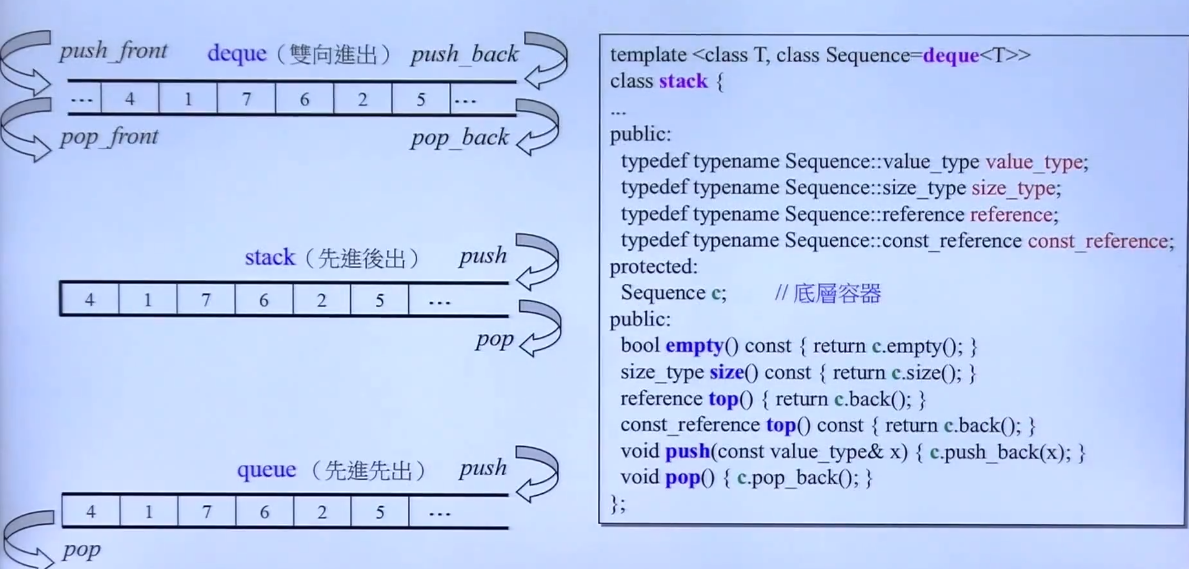 push_front deque（雙向進出） push_back
... 4 1 7 6 2 5 ...
pop_front pop_back
stack（先進後出） push
4 1 7 6 2 5 ...
pop
queue （先進先出） push
4 1 7 6 2 5 ...
pop
template <class T, class Sequence=deque<T>>
class stack {
...
public:
typedef typename Sequence::value_type value_type;
typedef typename Sequence::size_type size_type;
typedef typename Sequence::reference reference;
typedef typename Sequence::const_reference const_reference;
protected:
Sequence c; // 底層容器
public:
bool empty() const { return c.empty(); }
size_type size() const { return c.size(); }
reference top() { return c.back(); }
const_reference top() const { return c.back(); }
void push(const value_type& x) { c.push_back(x); }
void pop() { c.pop_back(); }
};